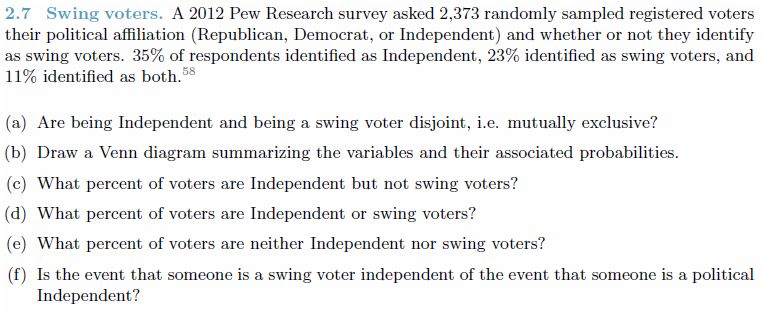 2.7 Swing voters. A 2012 Pew Research survey asked 2,373 randomly sampled registered voters
their political affiliation (Republican, Democrat, or Independent) and whether or not they identify
as swing voters. 35% of respondents identified as Independent, 23% identified as swing voters, and
11% identified as both.58
(a) Are being Independent and being a swing voter disjoint, i.e. mutually exclusive?
(b) Draw a Venn diagram summarizing the variables and their associated probabilities.
(c) What percent of voters are Independent but not swing voters?
(d) What percent of voters are Independent or swing voters?
(e) What percent of voters are neither Independent nor swing voters?
(f) Is the event that someone is a swing voter independent of the event that someone is a political
Independent?